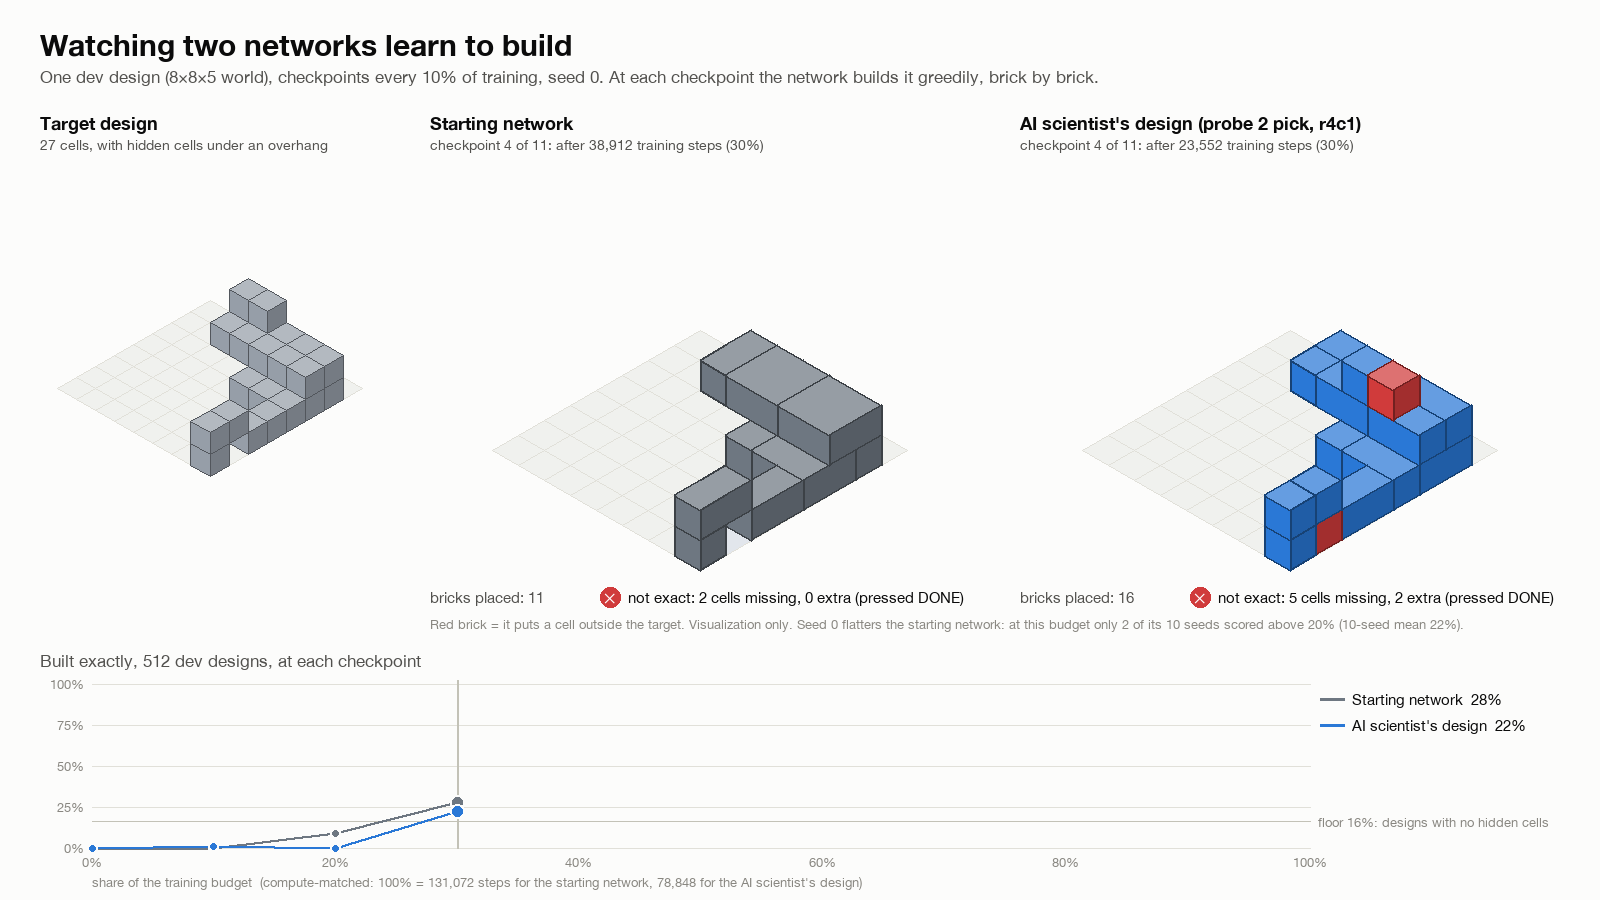 Watching two networks learn to build
One dev design (8×8×5 world), checkpoints every 10% of training, seed 0. At each checkpoint the network builds it greedily, brick by brick.
Target design
27 cells, with hidden cells under an overhang
Starting network
checkpoint 4 of 11: after 38,912 training steps (30%)
AI scientist's design (probe 2 pick, r4c1)
checkpoint 4 of 11: after 23,552 training steps (30%)
bricks placed: 11
not exact: 2 cells missing, 0 extra (pressed DONE)
bricks placed: 16
not exact: 5 cells missing, 2 extra (pressed DONE)
Red brick = it puts a cell outside the target. Visualization only. Seed 0 flatters the starting network: at this budget only 2 of its 10 seeds scored above 20% (10-seed mean 22%).
Built exactly, 512 dev designs, at each checkpoint
100%
75%
50%
25%
0%
Starting network 28%
AI scientist's design 22%
floor 16%: designs with no hidden cells
0%
20%
40%
60%
80%
100%
share of the training budget (compute-matched: 100% = 131,072 steps for the starting network, 78,848 for the AI scientist's design)